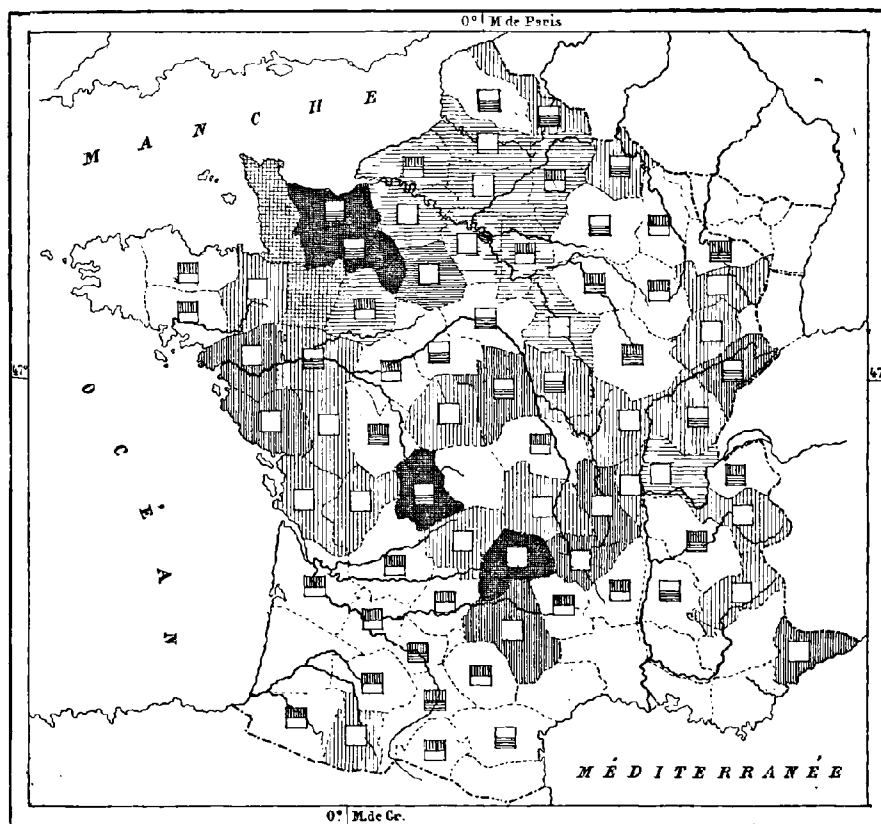 0° M de Paris
MANCHE
47°
47
OCÉAN
MÉDITERRANÉE
0° M. de Gr.